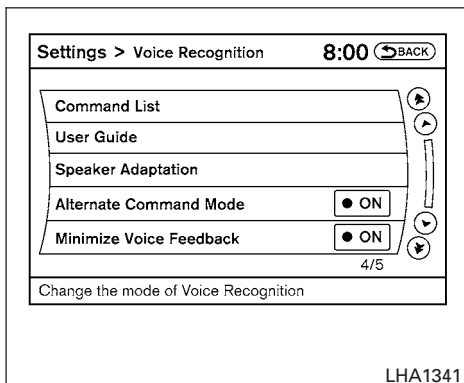 Settings > Voice Recognition 8:00 BACK
Command List
User Guide
Speaker Adaptation
Alternate Command Mode ON
Minimize Voice Feedback ON
4/5
Change the mode of Voice Recognition
LHA1341